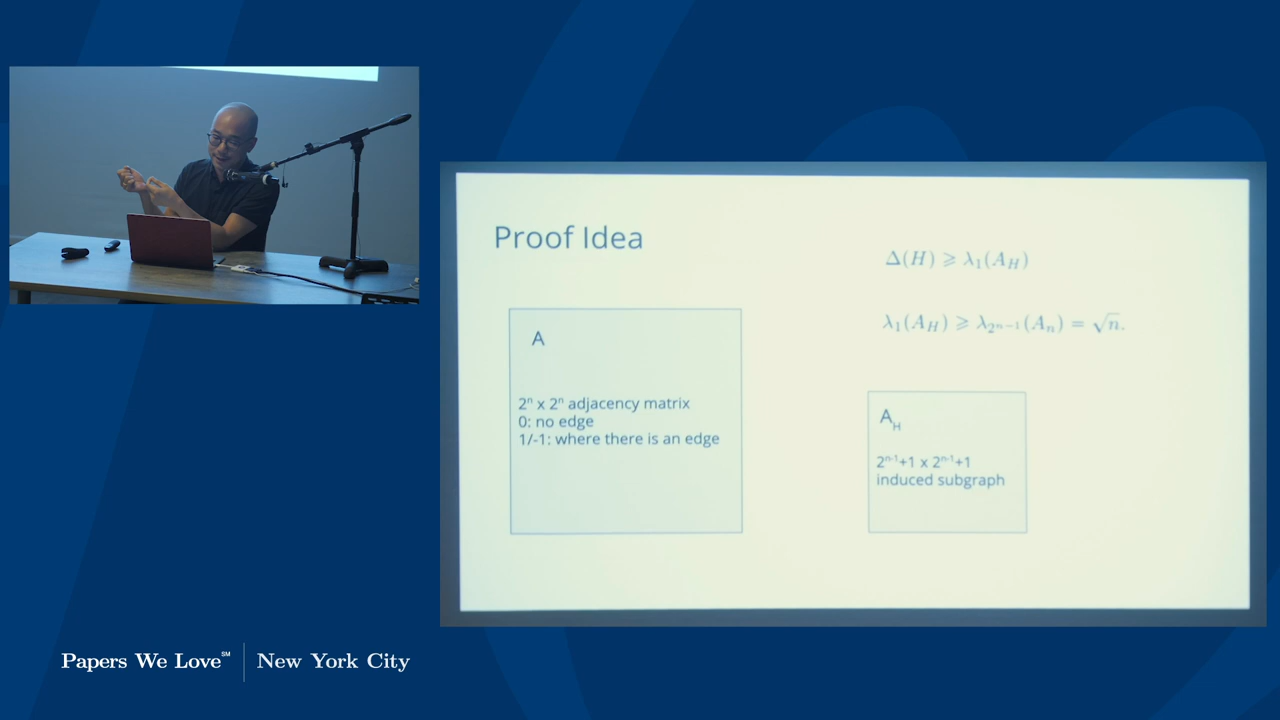 Proof Idea
Δ(H) ⩾ λ₁(A_H)
λ₁(A_H) ⩾ λ_{2ⁿ⁻¹}(A_n) = √n.
A
2ⁿ x 2ⁿ adjacency matrix
0: no edge
1/-1: where there is an edge
A_H
2ⁿ⁻¹+1 x 2ⁿ⁻¹+1
induced subgraph
Papers We Love℠ | New York City